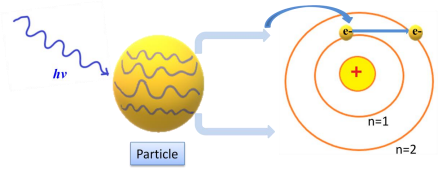 hν
Particle
e-
e-
+
n=1
n=2